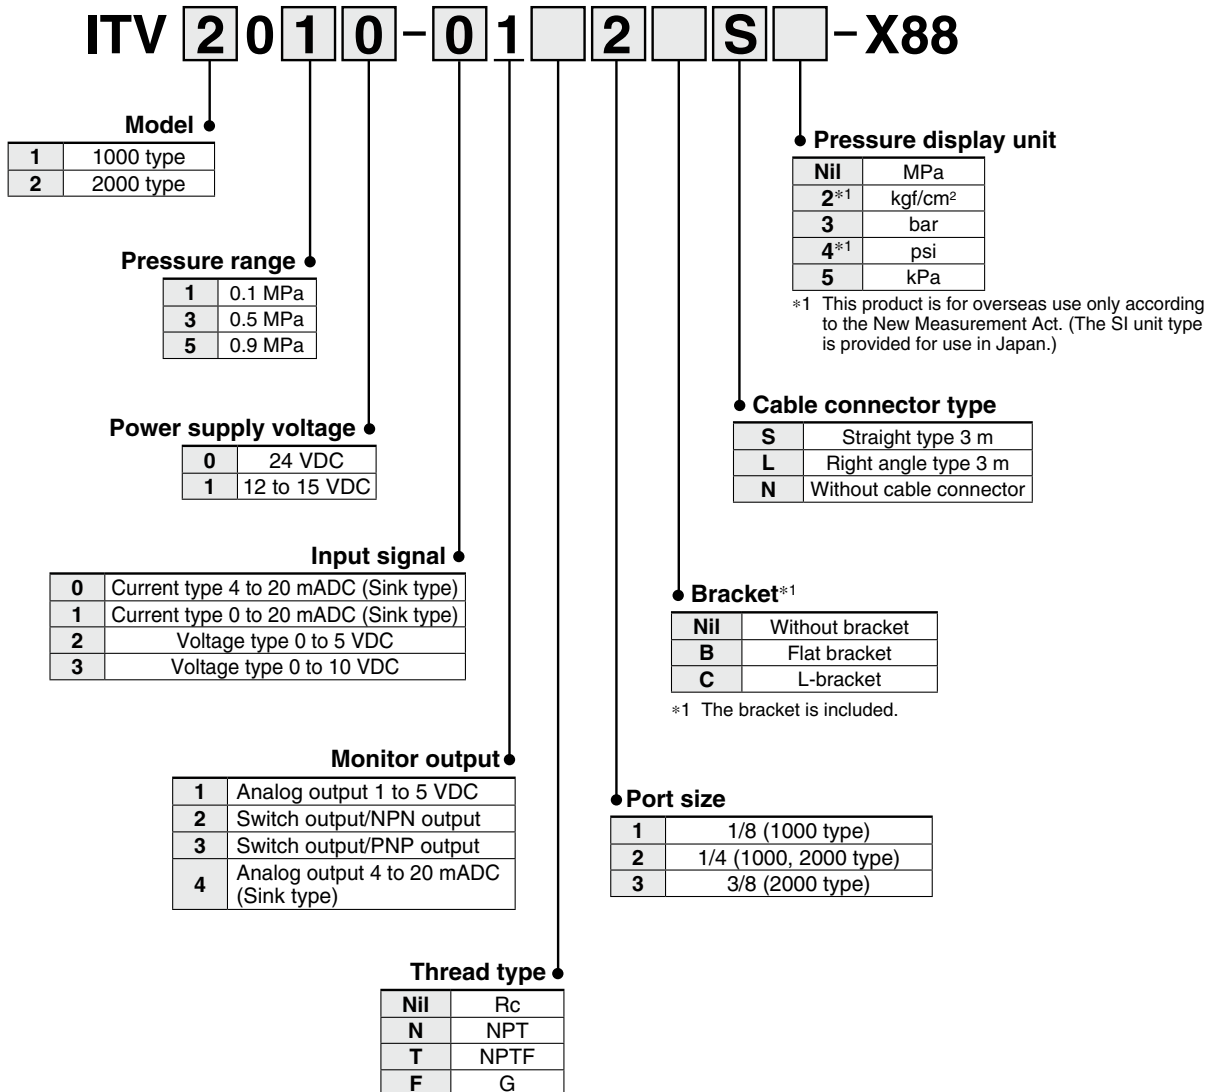 ITV 2 0 1 0 - 0 1 2 S - X88
Model
1 1000 type
2 2000 type
Pressure range
1 0.1 MPa
3 0.5 MPa
5 0.9 MPa
Power supply voltage
0 24 VDC
1 12 to 15 VDC
Input signal
0 Current type 4 to 20 mADC (Sink type)
1 Current type 0 to 20 mADC (Sink type)
2 Voltage type 0 to 5 VDC
3 Voltage type 0 to 10 VDC
Monitor output
1 Analog output 1 to 5 VDC
2 Switch output/NPN output
3 Switch output/PNP output
4 Analog output 4 to 20 mADC
(Sink type)
Thread type
Nil Rc
N NPT
T NPTF
F G
Pressure display unit
Nil MPa
2*1 kgf/cm²
3 bar
4*1 psi
5 kPa
*1 This product is for overseas use only according
to the New Measurement Act. (The SI unit type
is provided for use in Japan.)
Cable connector type
S Straight type 3 m
L Right angle type 3 m
N Without cable connector
Bracket*1
Nil Without bracket
B Flat bracket
C L-bracket
*1 The bracket is included.
Port size
1 1/8 (1000 type)
2 1/4 (1000, 2000 type)
3 3/8 (2000 type)